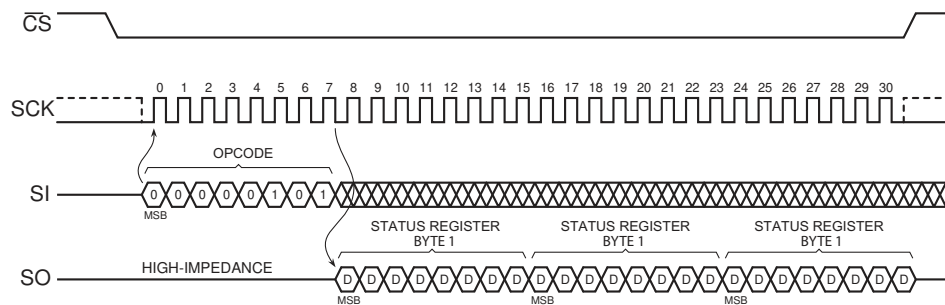 CS
0 1 2 3 4 5 6 7 8 9 10 11 12 13 14 15 16 17 18 19 20 21 22 23 24 25 26 27 28 29 30
SCK
OPCODE
SI 0 0 0 0 0 1 0 1
MSB
STATUS REGISTER STATUS REGISTER STATUS REGISTER
BYTE 1 BYTE 1 BYTE 1
SO HIGH-IMPEDANCE D D D D D D D D D D D D D D D D D D D D D D D D
MSB MSB MSB